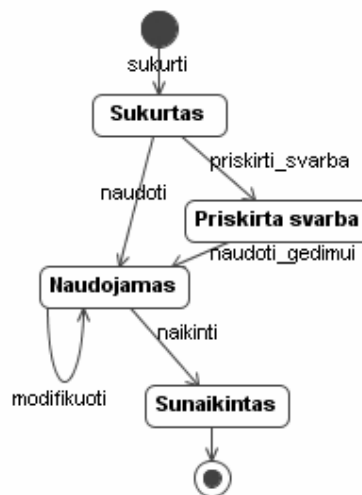 sukurti
Sukurtas
priskirti_svarba
naudoti
Priskirta svarba
naudoti_gedimui
Naudojamas
naikinti
modifikuoti
Sunaikintas